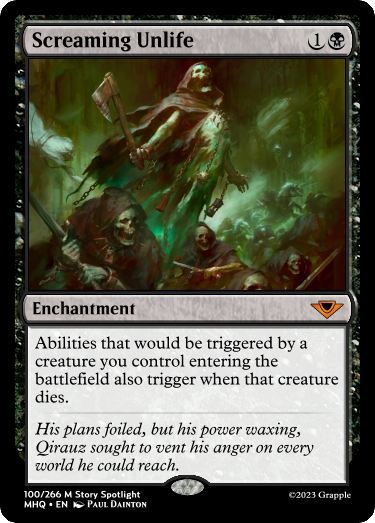 Screaming Unlife 1
Enchantment
Abilities that would be triggered by a
creature you control entering the
battlefield also trigger when that creature
dies.
His plans foiled, but his power waxing,
Qirauz sought to vent his anger on every
world he could reach.
100/266 M Story Spotlight
MHQ • EN Paul Dainton
©2023 Grapple